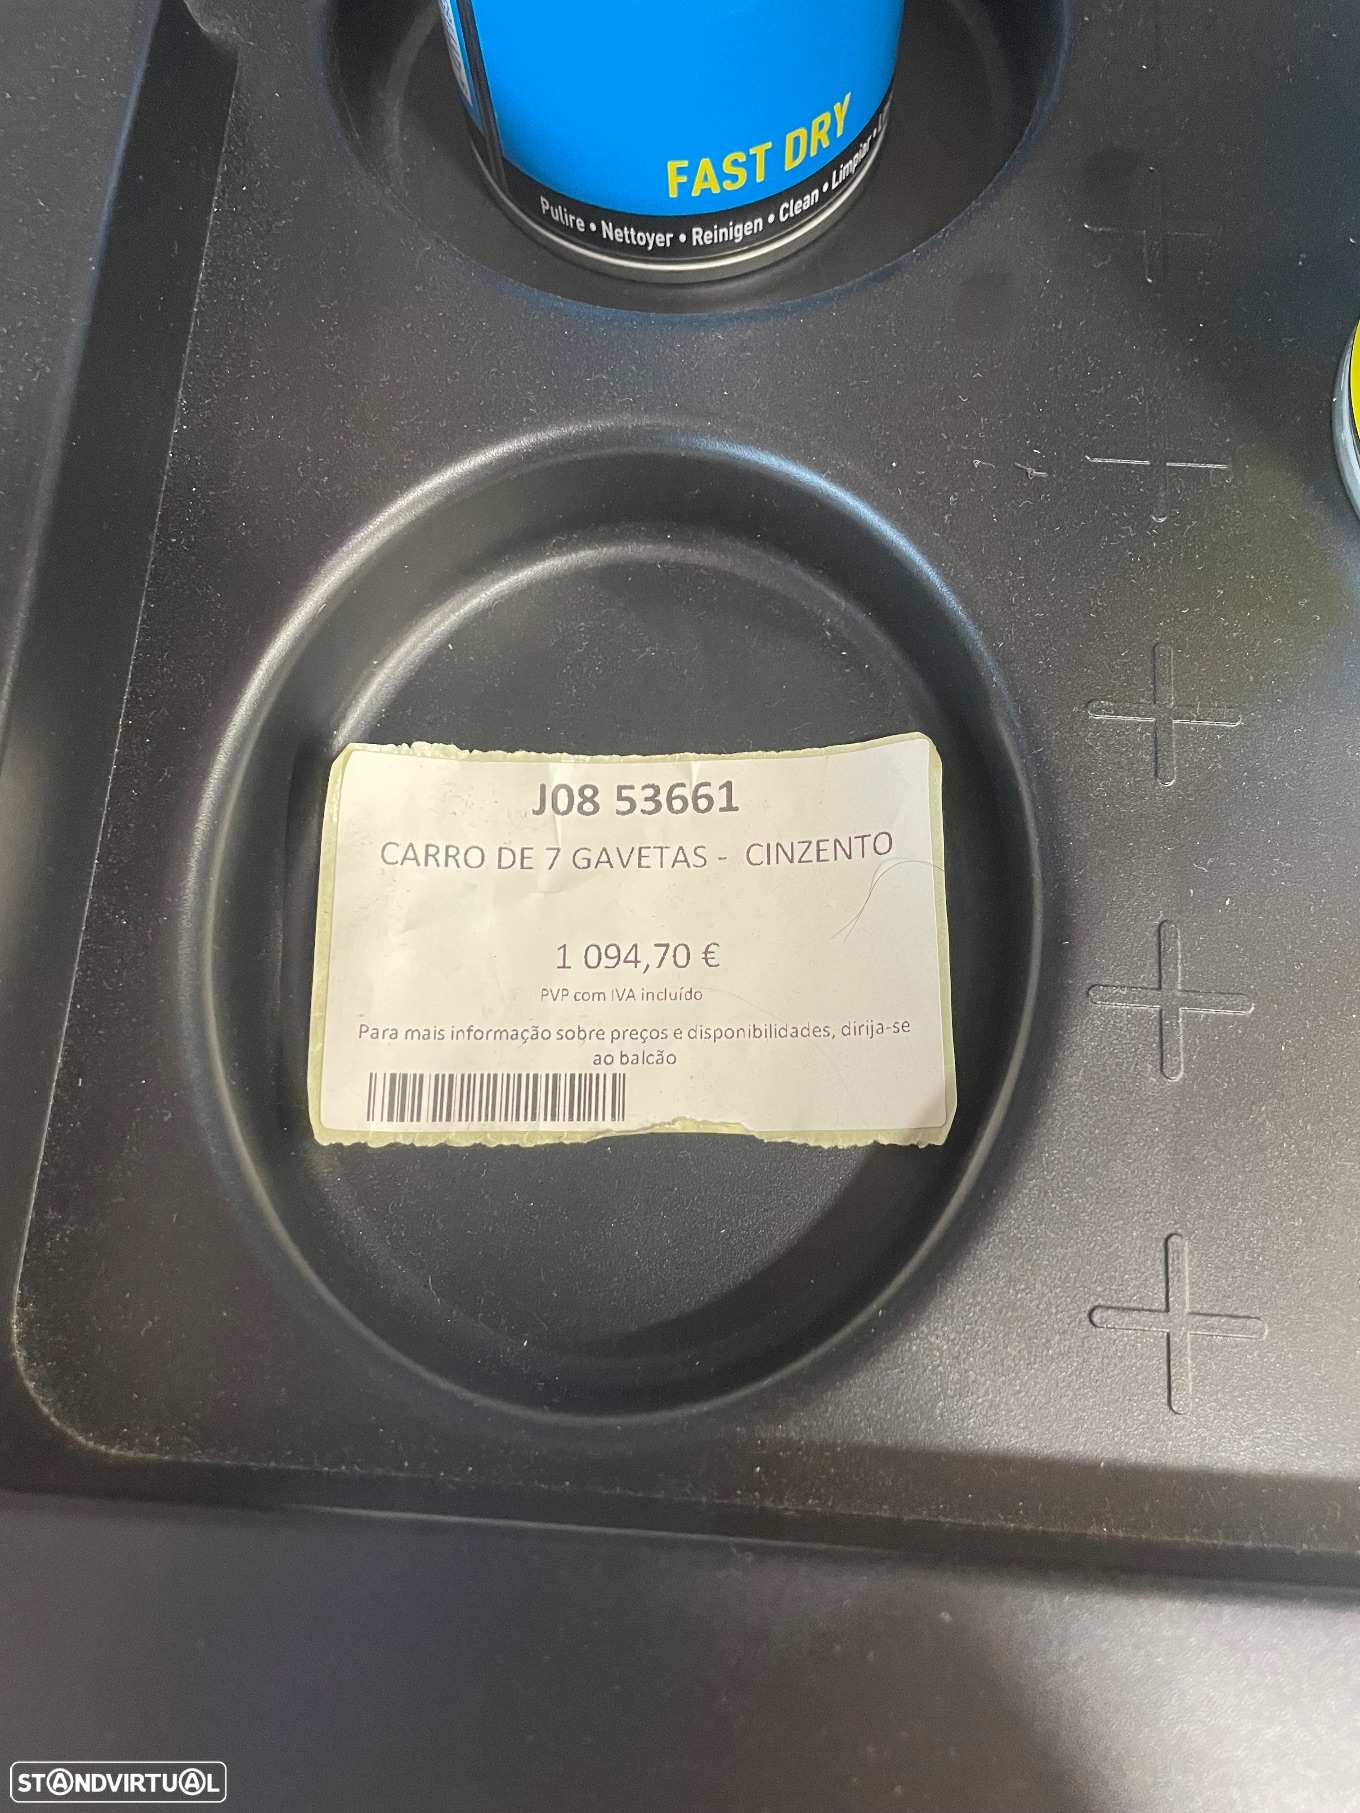 FAST DRY
Pulire • Nettoyer • Reinigen • Clean • Limpiar •
J08 53661
CARRO DE 7 GAVETAS - CINZENTO
1 094,70 €
PVP com IVA incluído
Para mais informação sobre preços e disponibilidades, dirija-se
ao balcão
STANDVIRTUAL